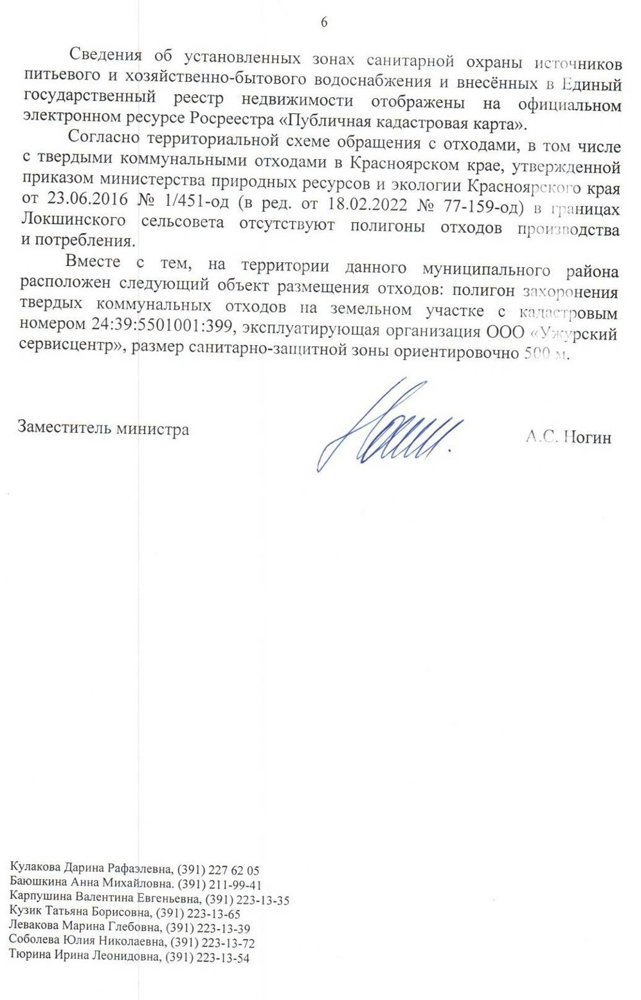 6
Сведения об установленных зонах санитарной охраны источников
питьевого и хозяйственно-бытового водоснабжения и внесённых в Единый
государственный реестр недвижимости отображены на официальном
электронном ресурсе Росреестра «Публичная кадастровая карта».
Согласно территориальной схеме обращения с отходами, в том числе
с твердыми коммунальными отходами в Красноярском крае, утвержденной
приказом министерства природных ресурсов и экологии Красноярского края
от 23.06.2016 № 1/451-од (в ред. от 18.02.2022 № 77-159-од) в границах
Локшинского сельсовета отсутствуют полигоны отходов производства
и потребления.
Вместе с тем, на территории данного муниципального района
расположен следующий объект размещения отходов: полигон захоронения
твердых коммунальных отходов на земельном участке с кадастровым
номером 24:39:5501001:399, эксплуатирующая организация ООО «Ужурский
сервисцентр», размер санитарно-защитной зоны ориентировочно 500 м.
Заместитель министра
А.С. Ногин
Кулакова Дарина Рафаэлевна, (391) 227 62 05
Баюшкина Анна Михайловна. (391) 211-99-41
Карпушина Валентина Евгеньевна, (391) 223-13-35
Кузик Татьяна Борисовна, (391) 223-13-65
Левакова Марина Глебовна, (391) 223-13-39
Соболева Юлия Николаевна, (391) 223-13-72
Тюрина Ирина Леонидовна, (391) 223-13-54